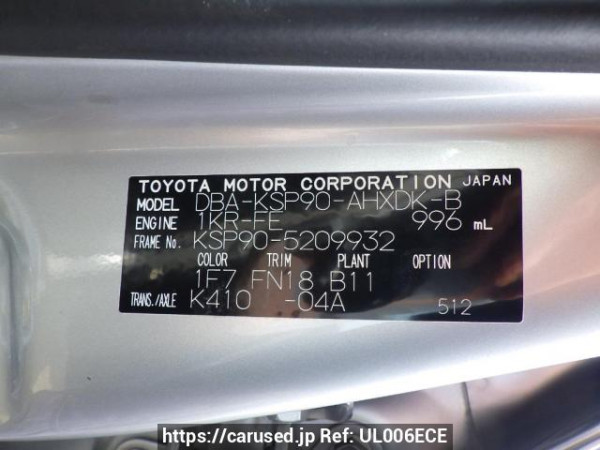 TOYOTA MOTOR CORPORATION JAPAN
MODEL DBA-KSP90-AHXDK-B
ENGINE 1KR-FE 996 mL
FRAME NO. KSP90-5209932
COLOR TRIM PLANT OPTION
1F7 FN18 B11
TRANS./AXLE K410 -04A 512
https://carused.jp Ref: UL006ECE